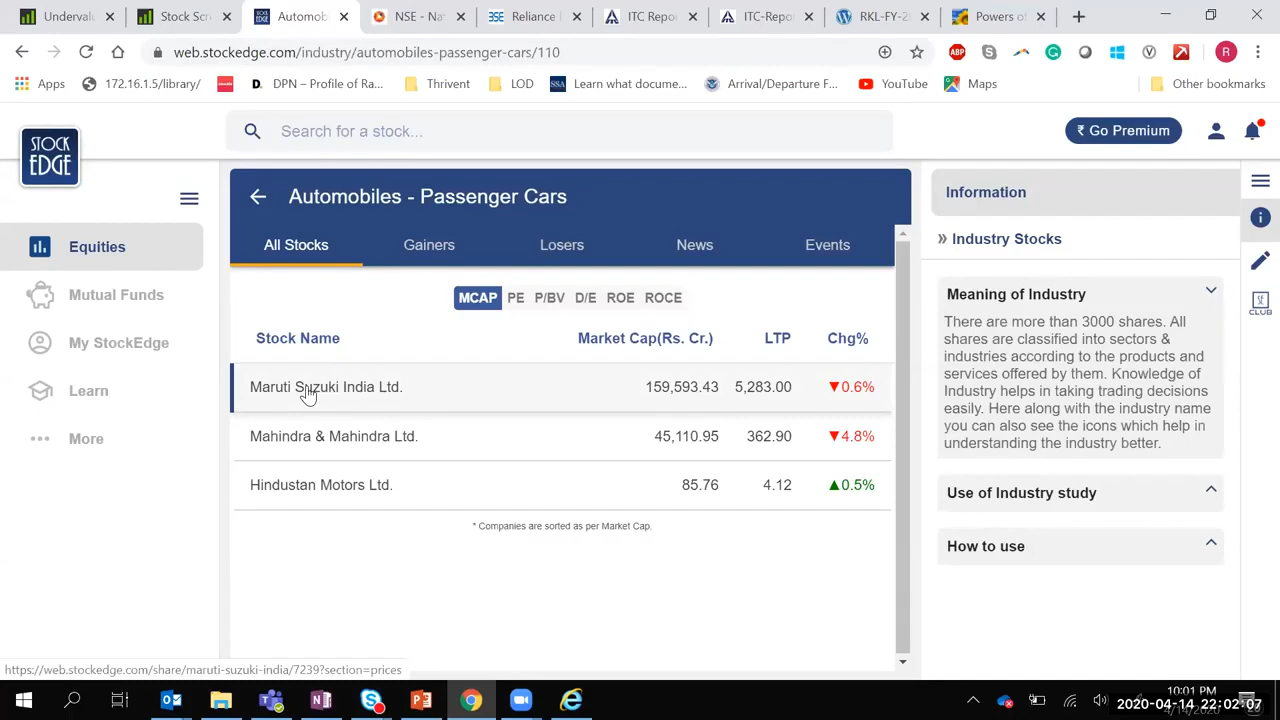 Underval
Stock Scr
Automob
NSE - Na
Reliance
ITC Repo
ITC-Repo
RKL-FY-2
Powers o
web.stockedge.com/industry/automobiles-passenger-cars/110
ABP
R
Apps
172.16.1.5/library/
DPN – Profile of Ra...
Thrivent
LOD
SSA
Learn what docume...
Arrival/Departure F...
YouTube
Maps
Other bookmarks
STOCK
EDGE
Search for a stock...
₹ Go Premium
Equities
Mutual Funds
My StockEdge
Learn
More
Automobiles - Passenger Cars
All Stocks
Gainers
Losers
News
Events
MCAP PE P/BV D/E ROE ROCE
Stock Name Market Cap(Rs. Cr.) LTP Chg%
Maruti Suzuki India Ltd. 159,593.43 5,283.00 ▼0.6%
Mahindra & Mahindra Ltd. 45,110.95 362.90 ▼4.8%
Hindustan Motors Ltd. 85.76 4.12 ▲0.5%
* Companies are sorted as per Market Cap.
Information
» Industry Stocks
Meaning of Industry
There are more than 3000 shares. All
shares are classified into sectors &
industries according to the products and
services offered by them. Knowledge of
Industry helps in taking trading decisions
easily. Here along with the industry name
you can also see the icons which help in
understanding the industry better.
Use of Industry study
How to use
CLUB
https://web.stockedge.com/share/maruti-suzuki-india/7239?section=prices
10:01 PM
2020-04-14 22:02:07